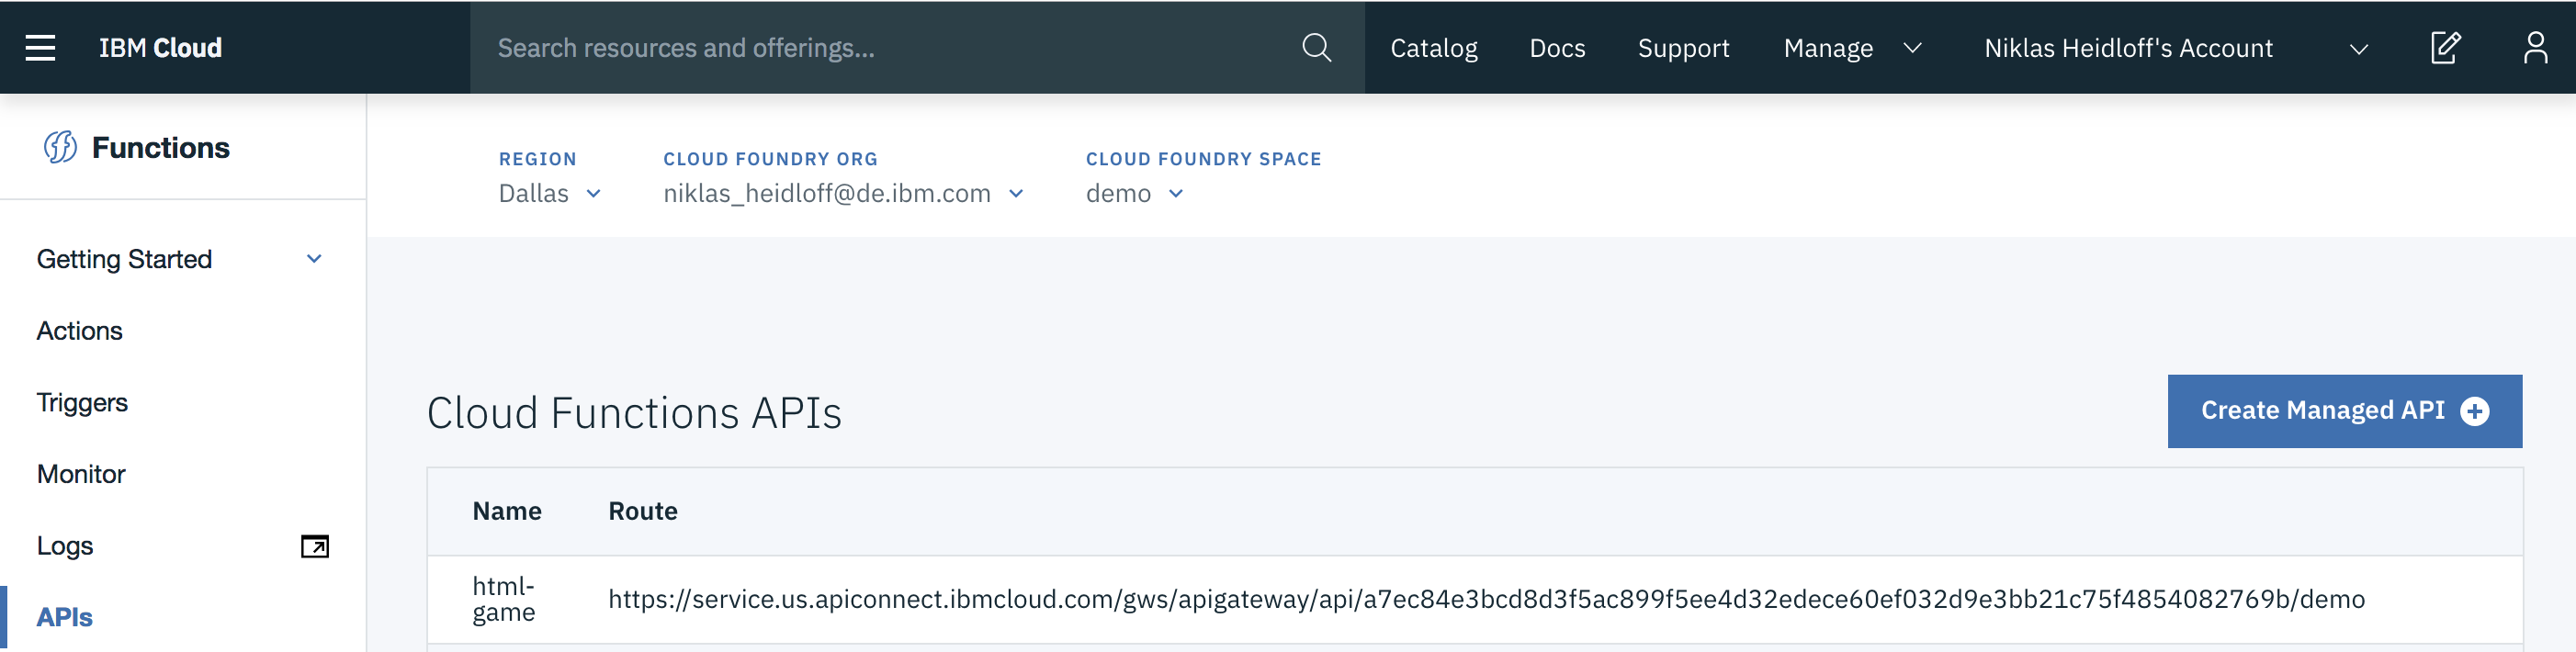 IBM Cloud
Search resources and offerings...
Catalog
Docs
Support
Manage
Niklas Heidloff's Account
Functions
REGION
Dallas
CLOUD FOUNDRY ORG
niklas_heidloff@de.ibm.com
CLOUD FOUNDRY SPACE
demo
Getting Started
Actions
Triggers
Monitor
Logs
APIs
Cloud Functions APIs
Create Managed API
Name
Route
html-
game
https://service.us.apiconnect.ibmcloud.com/gws/apigateway/api/a7ec84e3bcd8d3f5ac899f5ee4d32edece60ef032d9e3bb21c75f4854082769b/demo